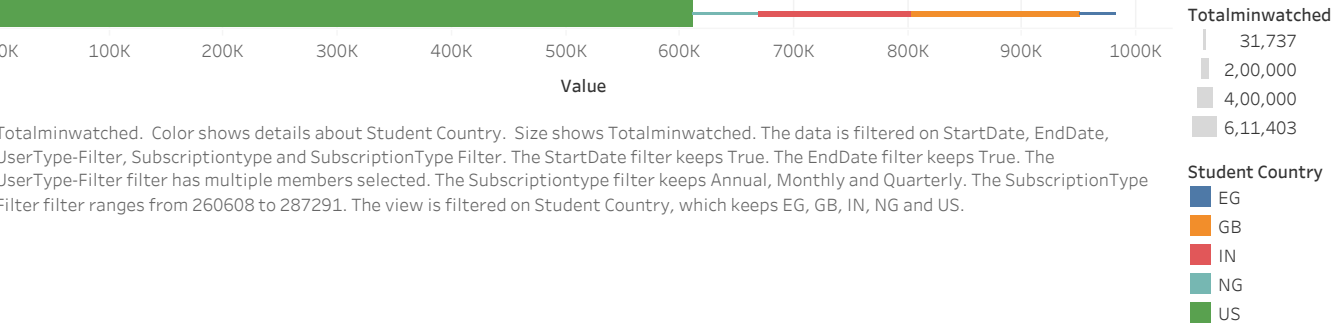 0K 100K 200K 300K 400K 500K 600K 700K 800K 900K 1000K
Value
Totalminwatched. Color shows details about Student Country. Size shows Totalminwatched. The data is filtered on StartDate, EndDate,
UserType-Filter, Subscriptiontype and SubscriptionType Filter. The StartDate filter keeps True. The EndDate filter keeps True. The
UserType-Filter filter has multiple members selected. The Subscriptiontype filter keeps Annual, Monthly and Quarterly. The SubscriptionType
Filter filter ranges from 260608 to 287291. The view is filtered on Student Country, which keeps EG, GB, IN, NG and US.
Totalminwatched
31,737
2,00,000
4,00,000
6,11,403
Student Country
EG
GB
IN
NG
US